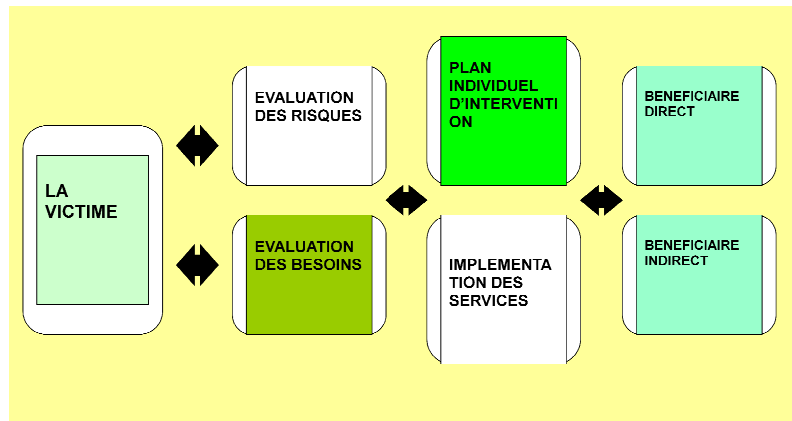 LA
VICTIME
EVALUATION
DES RISQUES
EVALUATION
DES BESOINS
PLAN
INDIVIDUEL
D'INTERVENTI
ON
IMPLEMENTA
TION DES
SERVICES
BENEFICIAIRE
DIRECT
BENEFICIAIRE
INDIRECT